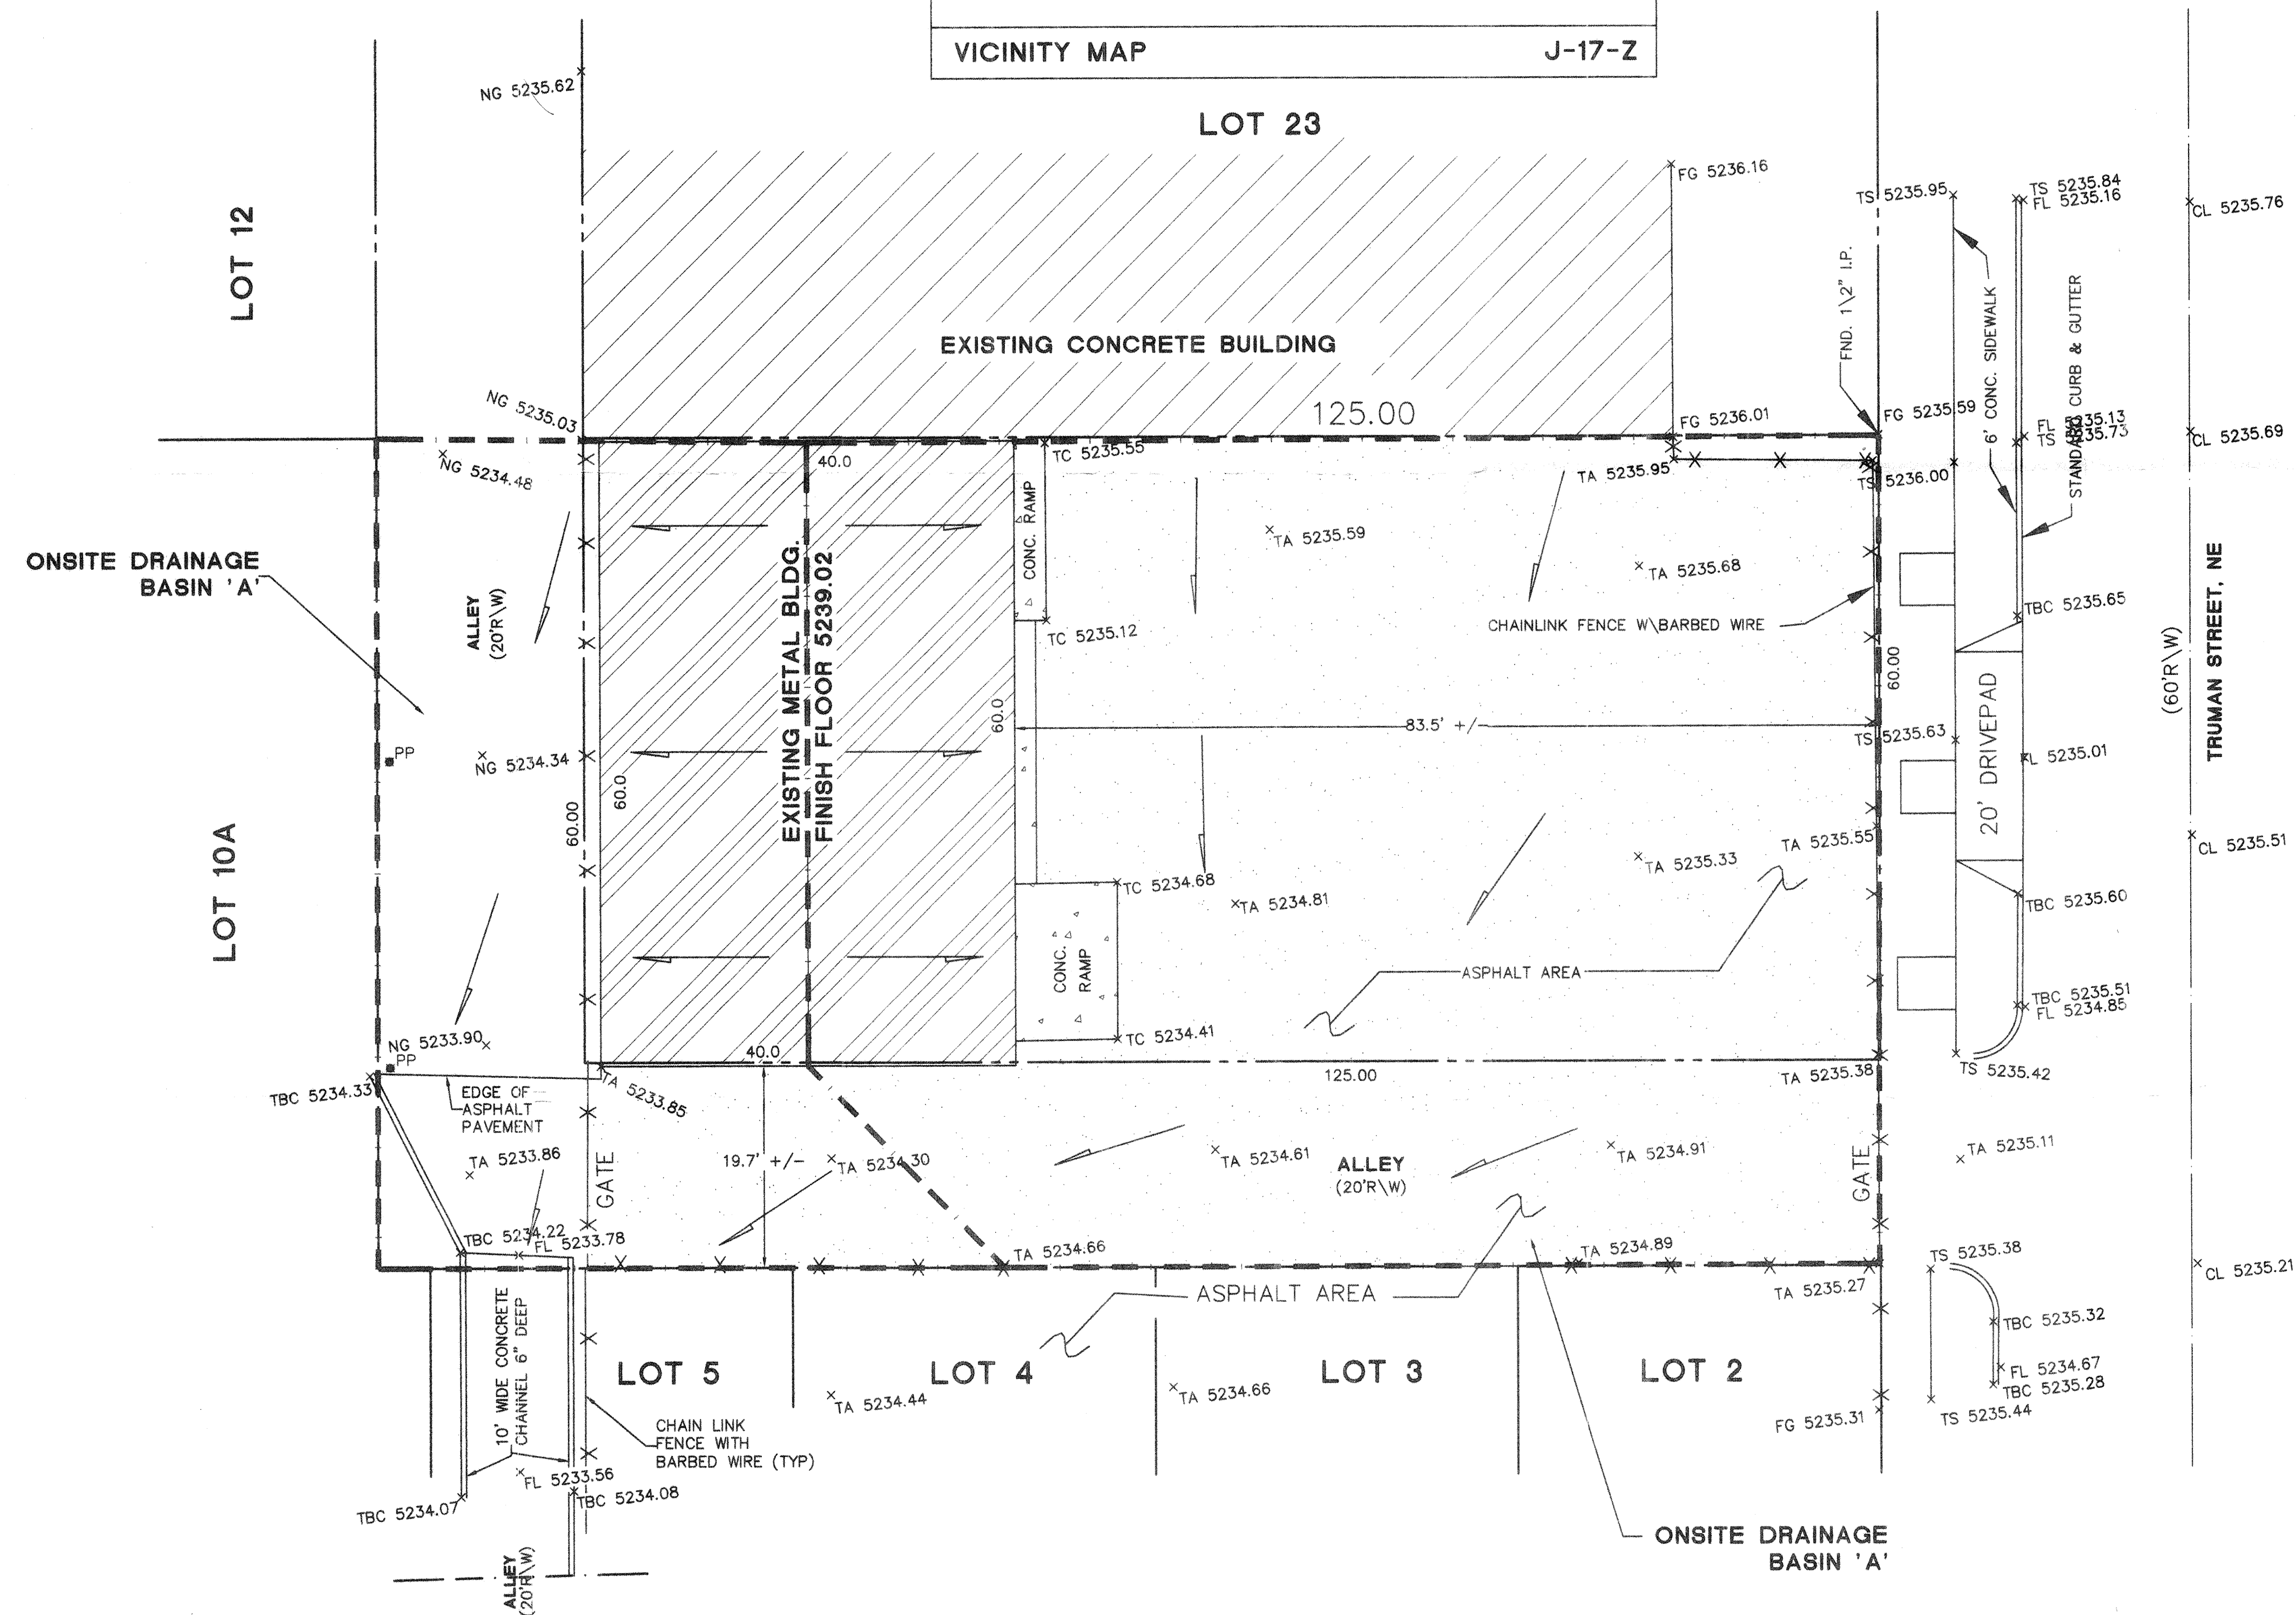 VICINITY MAP J-17-Z
NG 5235.62
LOT 23
FG 5236.16
TS 5235.95
TS 5235.84
FL 5235.16
CL 5235.76
LOT 12
FND. 1\2" I.P.
6' CONC. SIDEWALK
STANDARD CURB & GUTTER
EXISTING CONCRETE BUILDING
NG 5235.03
125.00
FG 5236.01
FG 5235.59
FL 5235.13
TS 5235.73
CL 5235.69
NG 5234.48
40.0
TC 5235.55
TA 5235.95
TS 5236.00
CONC. RAMP
TA 5235.59
TA 5235.68
ONSITE DRAINAGE
BASIN 'A'
ALLEY
(20'R\W)
EXISTING METAL BLDG.
FINISH FLOOR 5239.02
TC 5235.12
CHAINLINK FENCE W\BARBED WIRE
TBC 5235.65
60.00
(60'R\W)
TRUMAN STREET, NE
PP
NG 5234.34
60.0
60.00
60.0
83.5' +/-
TS 5235.63
20' DRIVEPAD
FL 5235.01
LOT 10A
TA 5235.55
CL 5235.51
TA 5235.33
TC 5234.68
TA 5234.81
TBC 5235.60
CONC.
RAMP
ASPHALT AREA
TBC 5235.51
FL 5234.85
NG 5233.90
PP
TC 5234.41
40.0
125.00
TA 5235.38
TS 5235.42
TBC 5234.33
EDGE OF
ASPHALT
PAVEMENT
TA 5233.85
TA 5233.86
GATE
19.7' +/-
TA 5234.30
TA 5234.61
ALLEY
(20'R\W)
TA 5234.91
GATE
TA 5235.11
TBC 5234.22
FL 5233.78
TA 5234.66
TA 5234.89
TS 5235.38
CL 5235.21
TA 5235.27
ASPHALT AREA
10' WIDE CONCRETE
CHANNEL 6" DEEP
TBC 5235.32
LOT 5
LOT 4
LOT 3
LOT 2
FL 5234.67
TBC 5235.28
TA 5234.44
TA 5234.66
FG 5235.31
TS 5235.44
CHAIN LINK
FENCE WITH
BARBED WIRE (TYP)
FL 5233.56
TBC 5234.07
TBC 5234.08
ONSITE DRAINAGE
BASIN 'A'
ALLEY
(20'R\W)